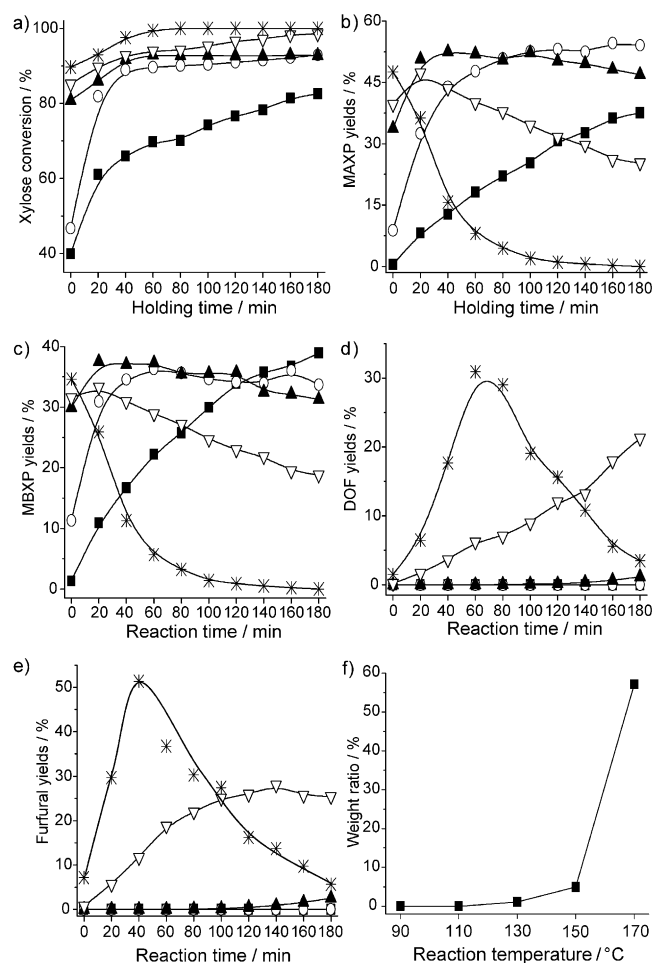 a)
100
80
60
40
Xylose conversion / %
0 20 40 60 80 100 120 140 160 180
Holding time / min
b)
60
45
30
15
0
MAXP yields / %
0 20 40 60 80 100 120 140 160 180
Holding time / min
c)
40
30
20
10
0
MBXP yields / %
0 20 40 60 80 100 120 140 160 180
Reaction time / min
d)
30
20
10
0
DOF yields / %
0 20 40 60 80 100 120 140 160 180
Reaction time / min
e)
50
40
30
20
10
0
Furfural yields / %
0 20 40 60 80 100 120 140 160 180
Reaction time / min
f)
60
50
40
30
20
10
0
Weight ratio / %
90 110 130 150 170
Reaction temperature / °C